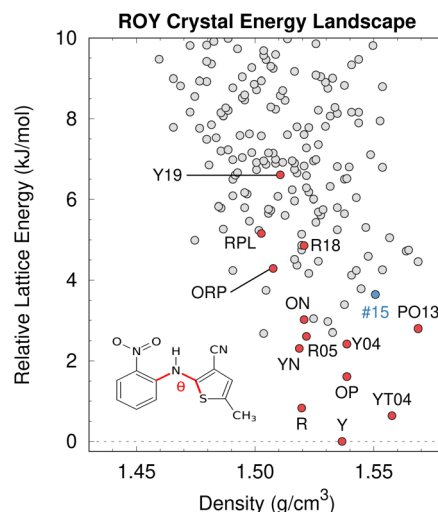 ROY Crystal Energy Landscape
Relative Lattice Energy (kJ/mol)
10
8
6
4
2
0
Y19
RPL
R18
ORP
ON
#15
PO13
YN
R05
Y04
OP
YT04
R
Y
O
N
O
H
N
CN
θ
S
CH₃
1.45
1.50
1.55
Density (g/cm³)